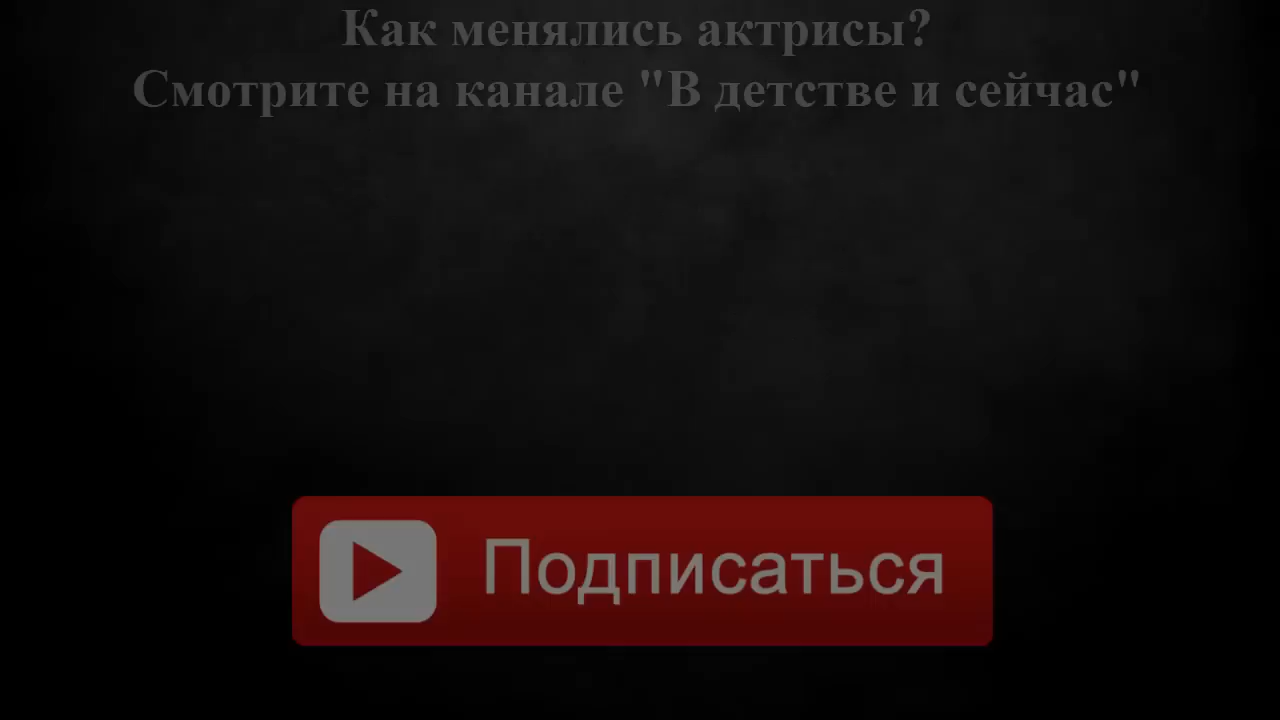 Как менялись актрисы?
Смотрите на канале "В детстве и сейчас"
Подписаться